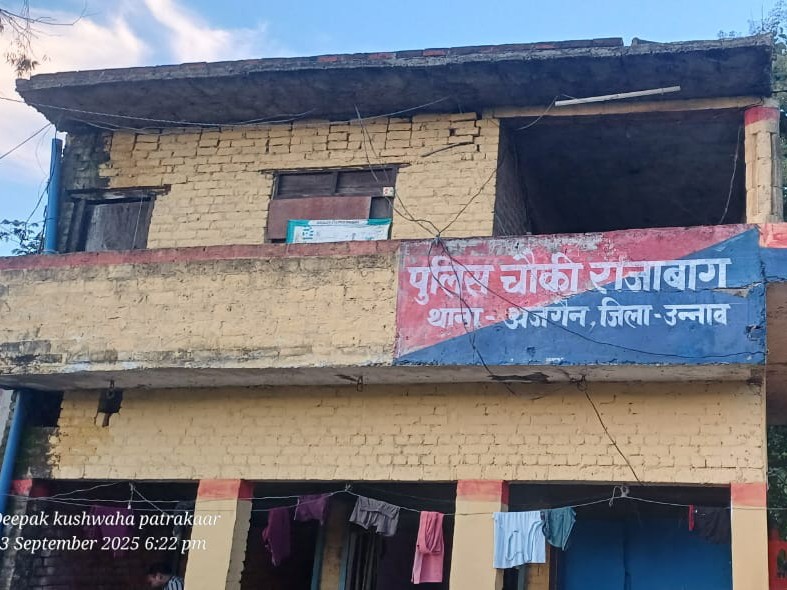 पुलिस चौकी राजाबाग
थाना - अजगैन, जिला - उन्नाव
Deepak kushwaha patrakaar
3 September 2025 6:22 pm